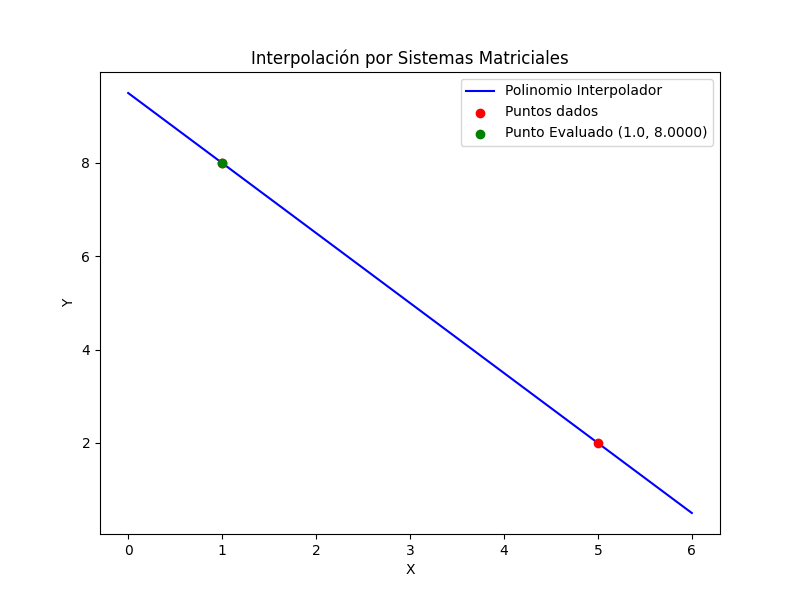 Interpolación por Sistemas Matriciales
Polinomio Interpolador
Puntos dados
Punto Evaluado (1.0, 8.0000)
8
6
4
2
Y
0 1 2 3 4 5 6
X